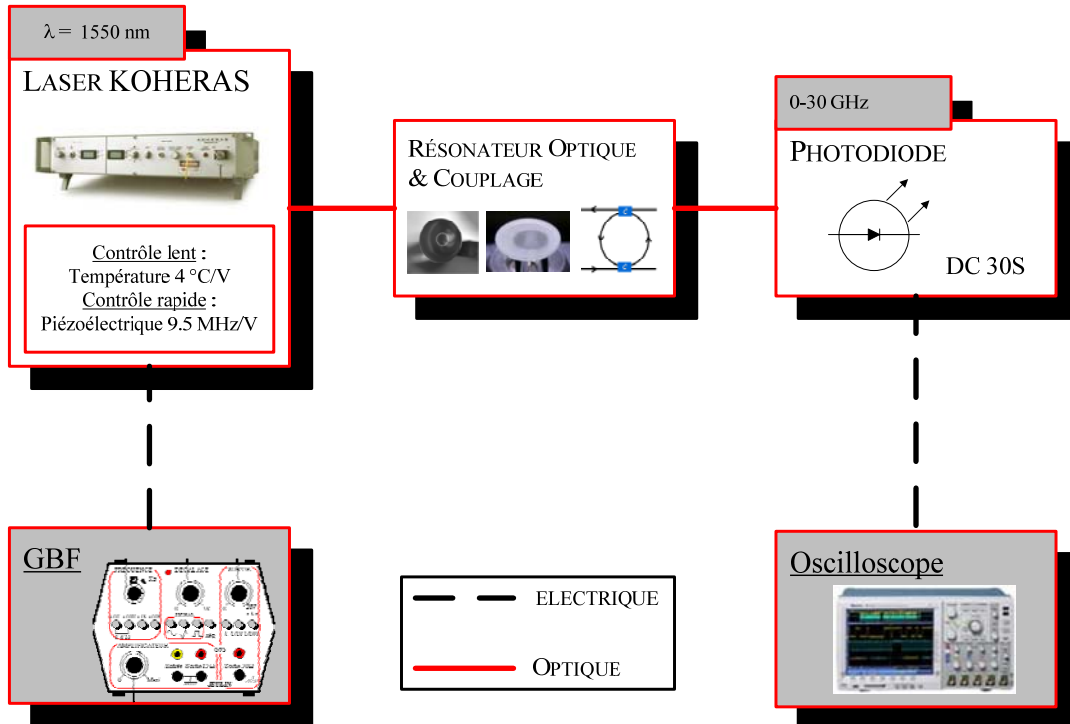 λ = 1550 nm
LASER KOHERAS
Contrôle lent :
Température 4 °C/V
Contrôle rapide :
Piézoélectrique 9.5 MHz/V
RÉSONATEUR OPTIQUE
& COUPLAGE
0-30 GHz
PHOTODIODE
DC 30S
GBF
ELECTRIQUE
OPTIQUE
Oscilloscope